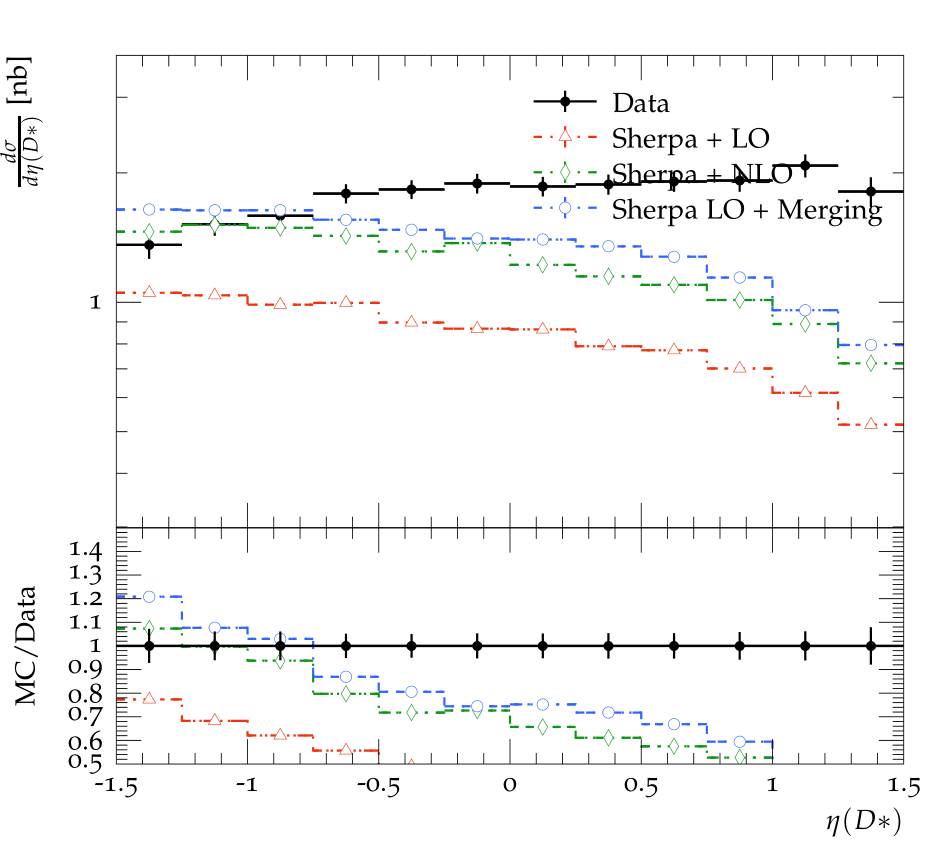 dσ
dη(D∗) [nb]
Data
Sherpa + LO
Sherpa + NLO
Sherpa LO + Merging
1
MC/Data
1.4
1.3
1.2
1.1
1
0.9
0.8
0.7
0.6
0.5
-1.5 -1 -0.5 0 0.5 1 1.5
η(D∗)